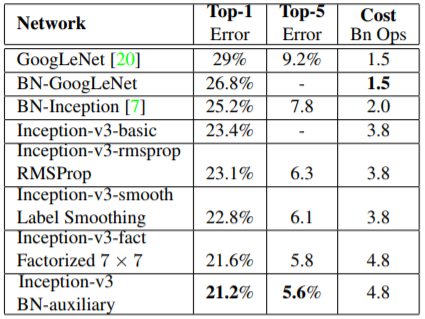 Network Top-1 Error Top-5 Error Cost Bn Ops
GoogLeNet [20] 29% 9.2% 1.5
BN-GoogLeNet 26.8% - 1.5
BN-Inception [7] 25.2% 7.8 2.0
Inception-v3-basic 23.4% - 3.8
Inception-v3-rmsprop
RMSProp 23.1% 6.3 3.8
Inception-v3-smooth
Label Smoothing 22.8% 6.1 3.8
Inception-v3-fact
Factorized 7 × 7 21.6% 5.8 4.8
Inception-v3
BN-auxiliary 21.2% 5.6% 4.8